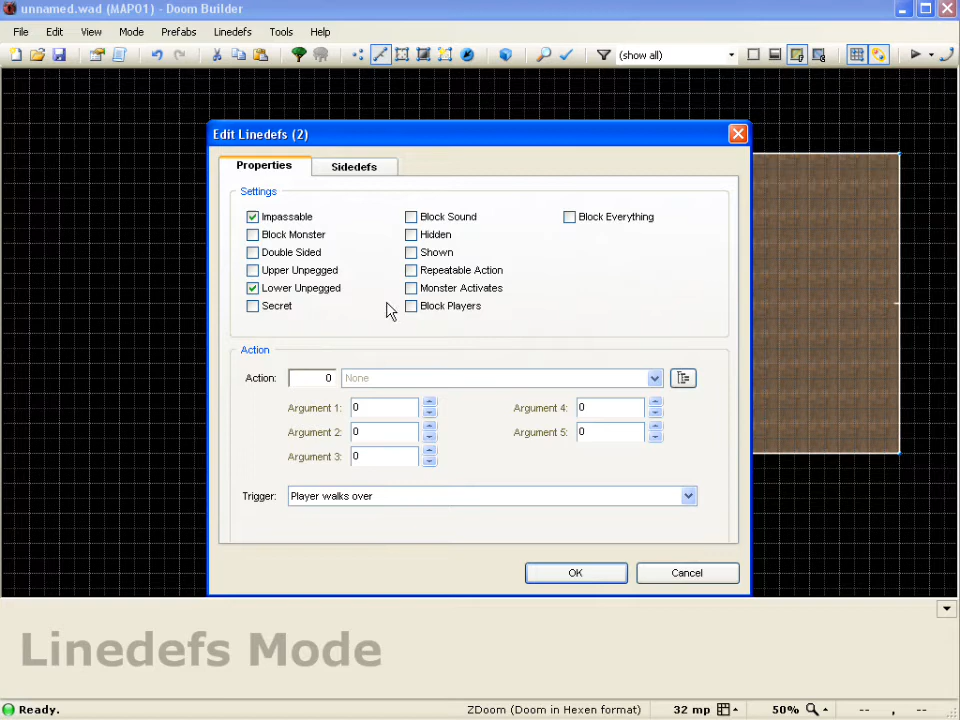 unnamed.wad (MAP01) - Doom Builder
File Edit View Mode Prefabs Linedefs Tools Help
(show all)
Edit Linedefs (2)
Properties Sidedefs
Settings
Impassable Block Sound Block Everything
Block Monster Hidden
Double Sided Shown
Upper Unpegged Repeatable Action
Lower Unpegged Monster Activates
Secret Block Players
Action
Action: 0 None
Argument 1: 0 Argument 4: 0
Argument 2: 0 Argument 5: 0
Argument 3: 0
Trigger: Player walks over
OK Cancel
Linedefs Mode
Ready. ZDoom (Doom in Hexen format) 32 mp 50% -- , --